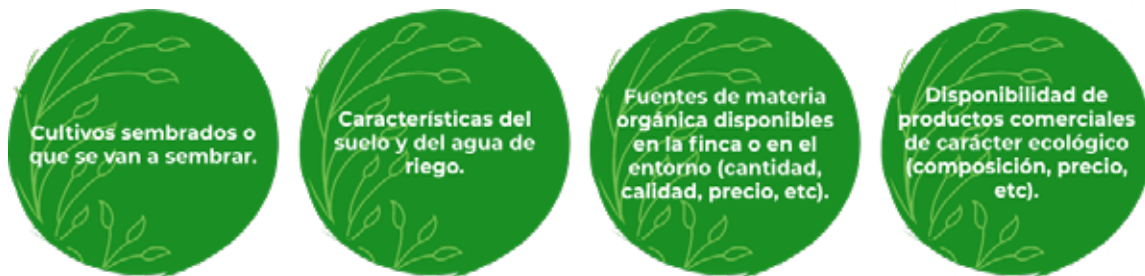 Cultivos sembrados o
que se van a sembrar.
Características del
suelo y del agua de
riego.
Fuentes de materia
orgánica disponibles
en la finca o en el
entorno (cantidad,
calidad, precio, etc).
Disponibilidad de
productos comerciales
de carácter ecológico
(composición, precio,
etc).